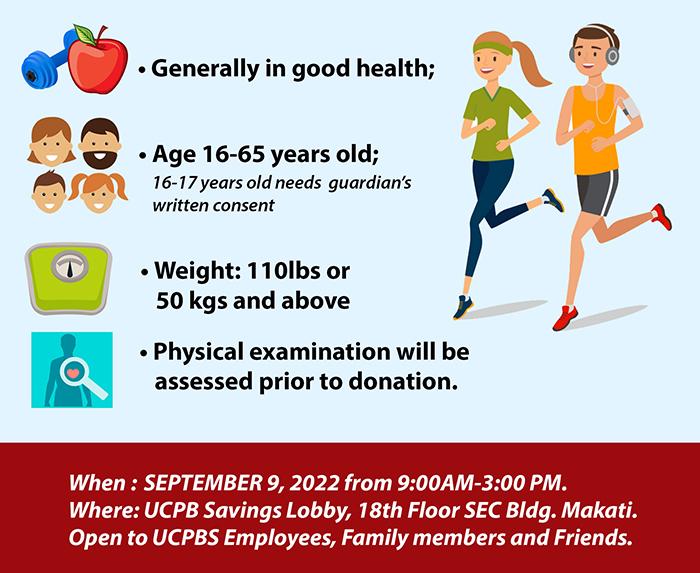 • Generally in good health;
• Age 16-65 years old;
16-17 years old needs guardian's
written consent
• Weight: 110lbs or
50 kgs and above
• Physical examination will be
assessed prior to donation.
When : SEPTEMBER 9, 2022 from 9:00AM-3:00 PM.
Where: UCPB Savings Lobby, 18th Floor SEC Bldg. Makati.
Open to UCPBS Employees, Family members and Friends.